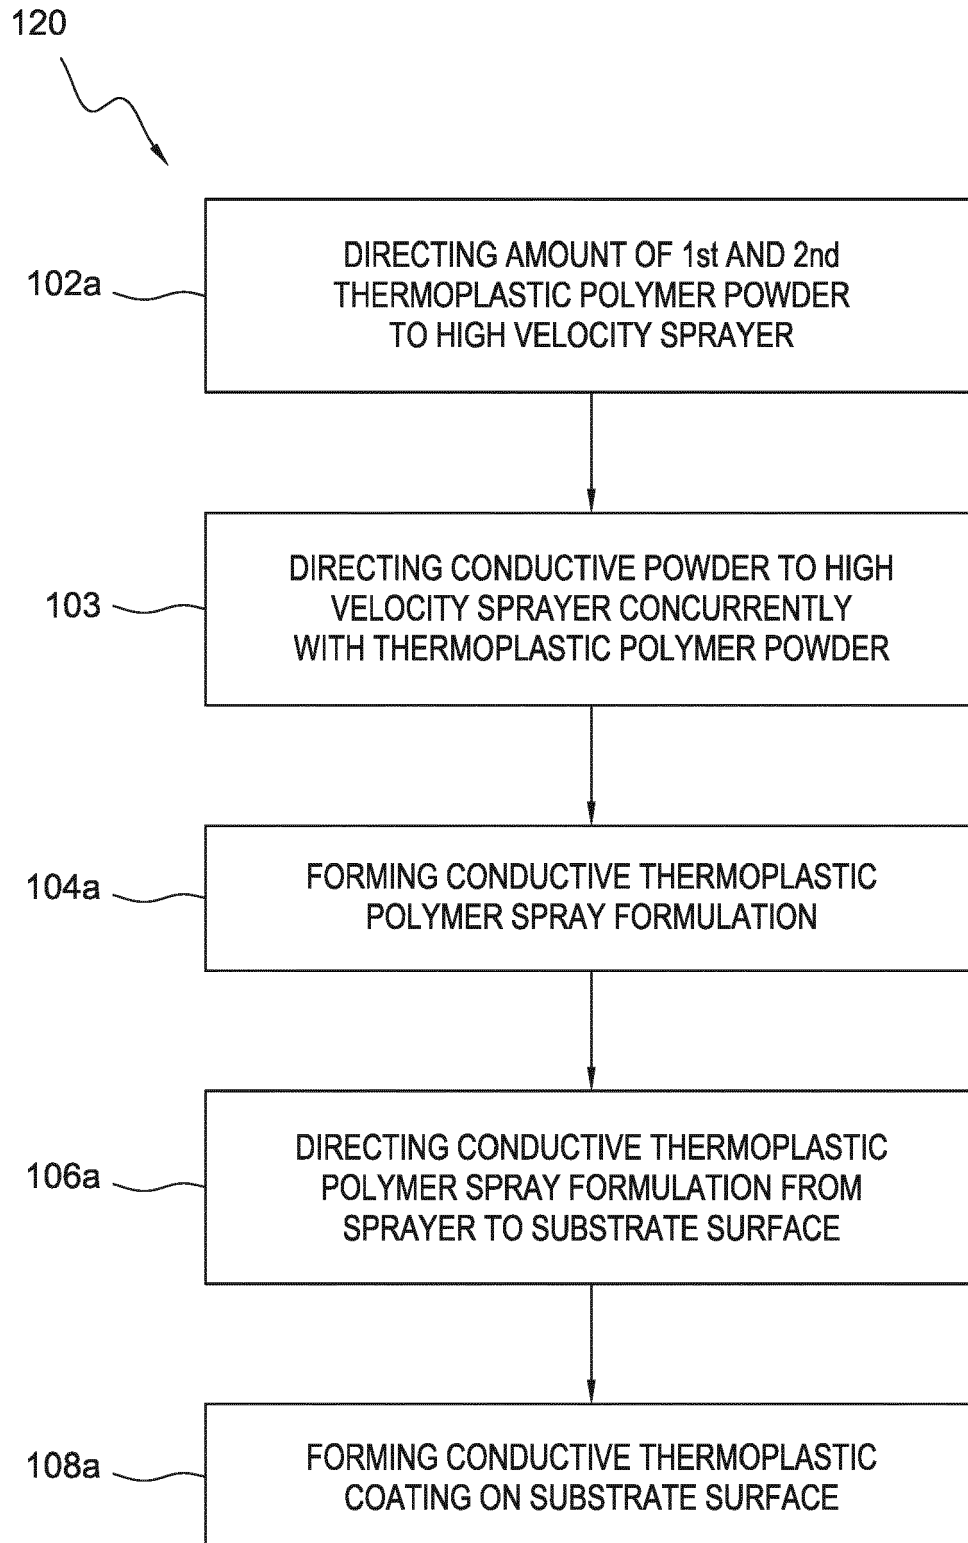 120
102a
DIRECTING AMOUNT OF 1st AND 2nd
THERMOPLASTIC POLYMER POWDER
TO HIGH VELOCITY SPRAYER
103
DIRECTING CONDUCTIVE POWDER TO HIGH
VELOCITY SPRAYER CONCURRENTLY
WITH THERMOPLASTIC POLYMER POWDER
104a
FORMING CONDUCTIVE THERMOPLASTIC
POLYMER SPRAY FORMULATION
106a
DIRECTING CONDUCTIVE THERMOPLASTIC
POLYMER SPRAY FORMULATION FROM
SPRAYER TO SUBSTRATE SURFACE
108a
FORMING CONDUCTIVE THERMOPLASTIC
COATING ON SUBSTRATE SURFACE